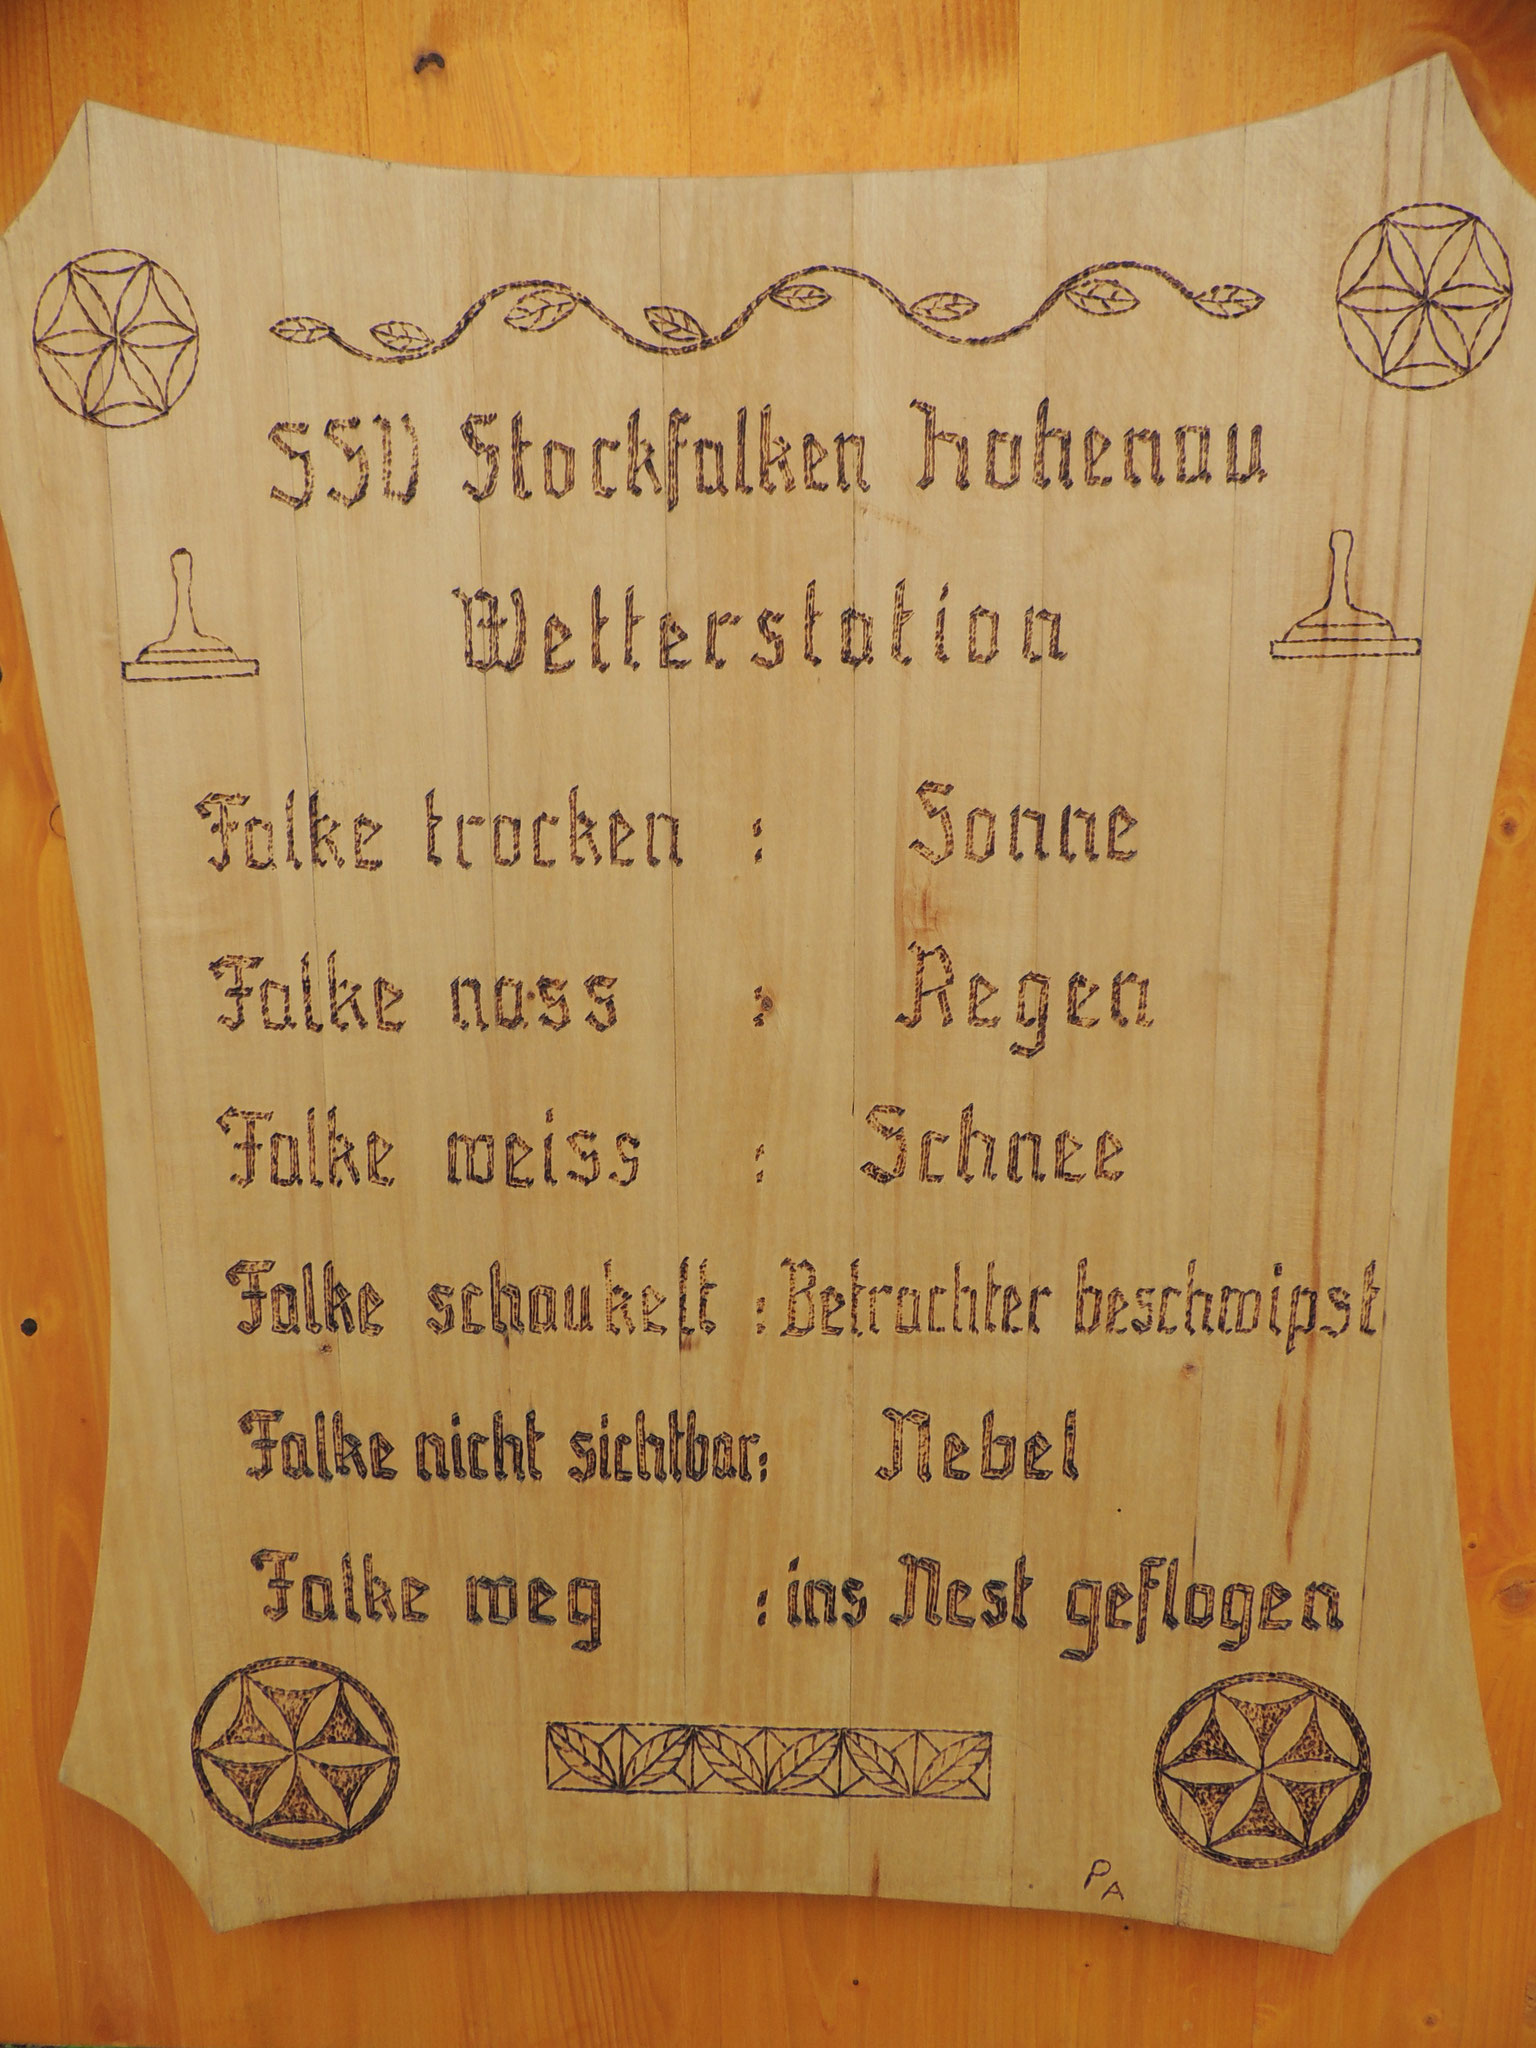 SSV Stockfalken Hohenau
Wetterstation
Falke trocken : Sonne
Falke nass : Regen
Falke weiss : Schnee
Falke schaukelt : Betrachter beschwipst
Falke nicht sichtbar: Nebel
Falke weg : ins Nest geflogen
PA